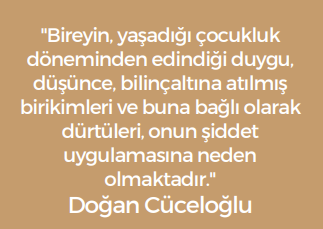 "Bireyin, yaşadığı çocukluk
döneminden edindiği duygu,
düşünce, bilinçaltına atılmış
birikimleri ve buna bağlı olarak
dürtüleri, onun şiddet
uygulamasına neden
olmaktadır."
Doğan Cüceloğlu